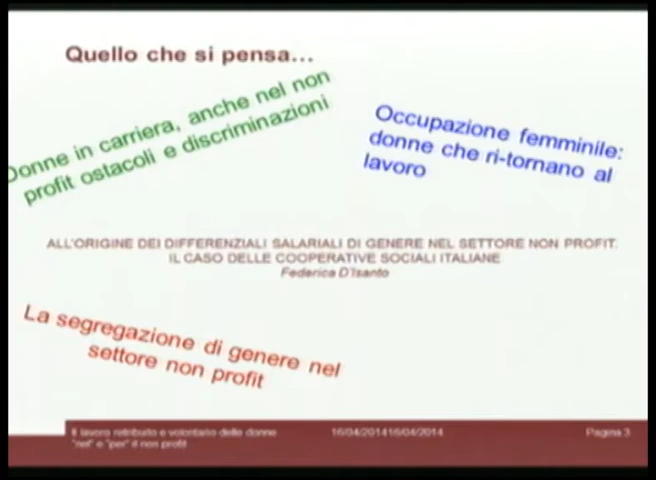 Quello che si pensa...
Donne in carriera, anche nel non
profit ostacoli e discriminazioni
Occupazione femminile:
donne che ri-tornano al
lavoro
ALL'ORIGINE DEI DIFFERENZIALI SALARIALI DI GENERE NEL SETTORE NON PROFIT.
IL CASO DELLE COOPERATIVE SOCIALI ITALIANE
Federica D'Isanto
La segregazione di genere nel
settore non profit
Il lavoro retribuito e volontario delle donne
"nel" e "per" il non profit
16/04/201416/04/2014
Pagina 3